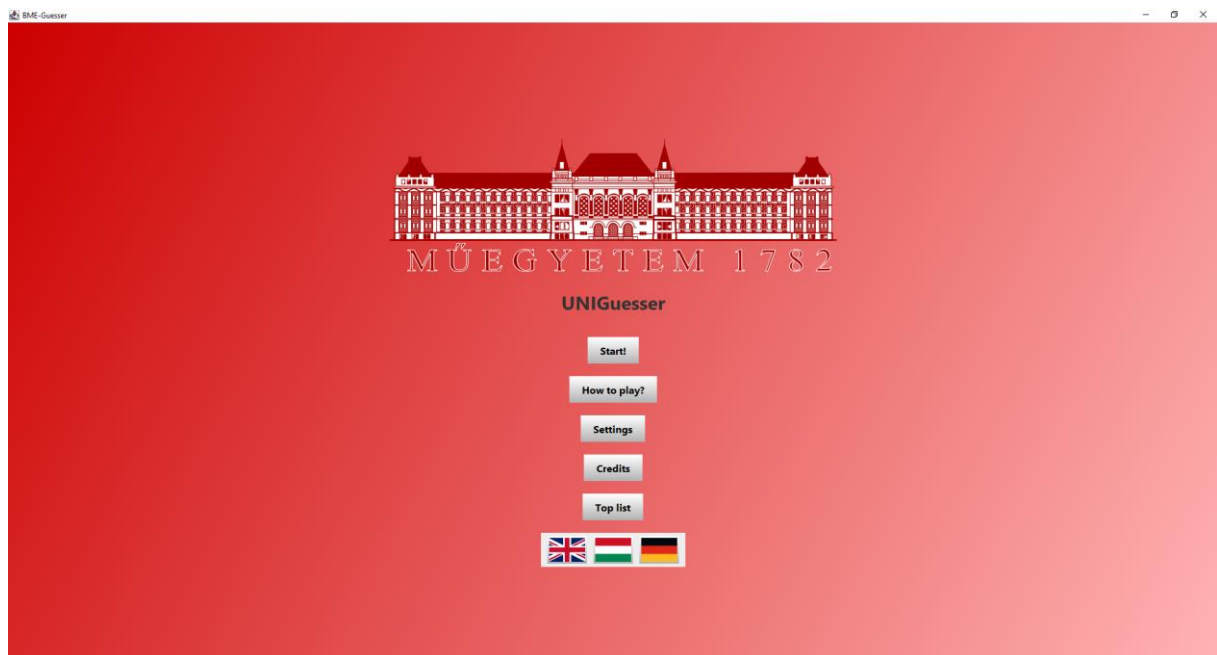 BME-Guesser
MŰEGYETEM 1782
UNIGuesser
Start!
How to play?
Settings
Credits
Top list